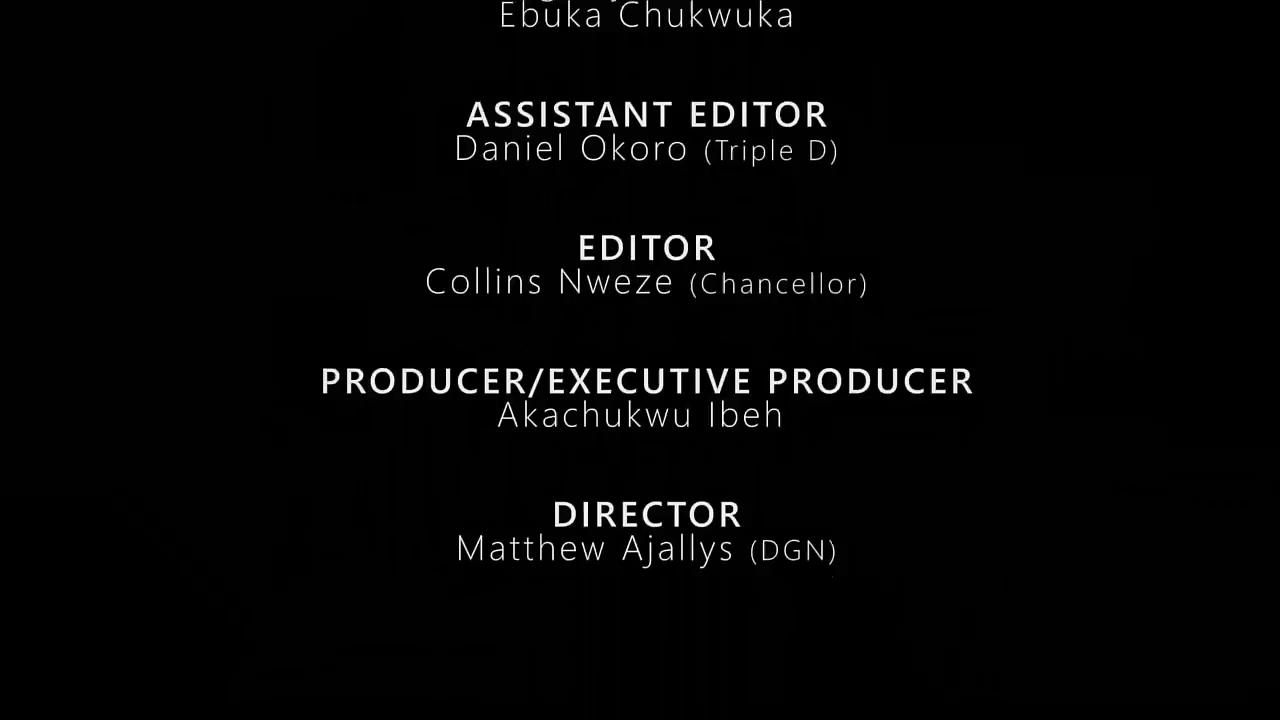 Ebuka Chukwuka
ASSISTANT EDITOR
Daniel Okoro (Triple D)
EDITOR
Collins Nweze (Chancellor)
PRODUCER/EXECUTIVE PRODUCER
Akachukwu Ibeh
DIRECTOR
Matthew Ajallys (DGN)